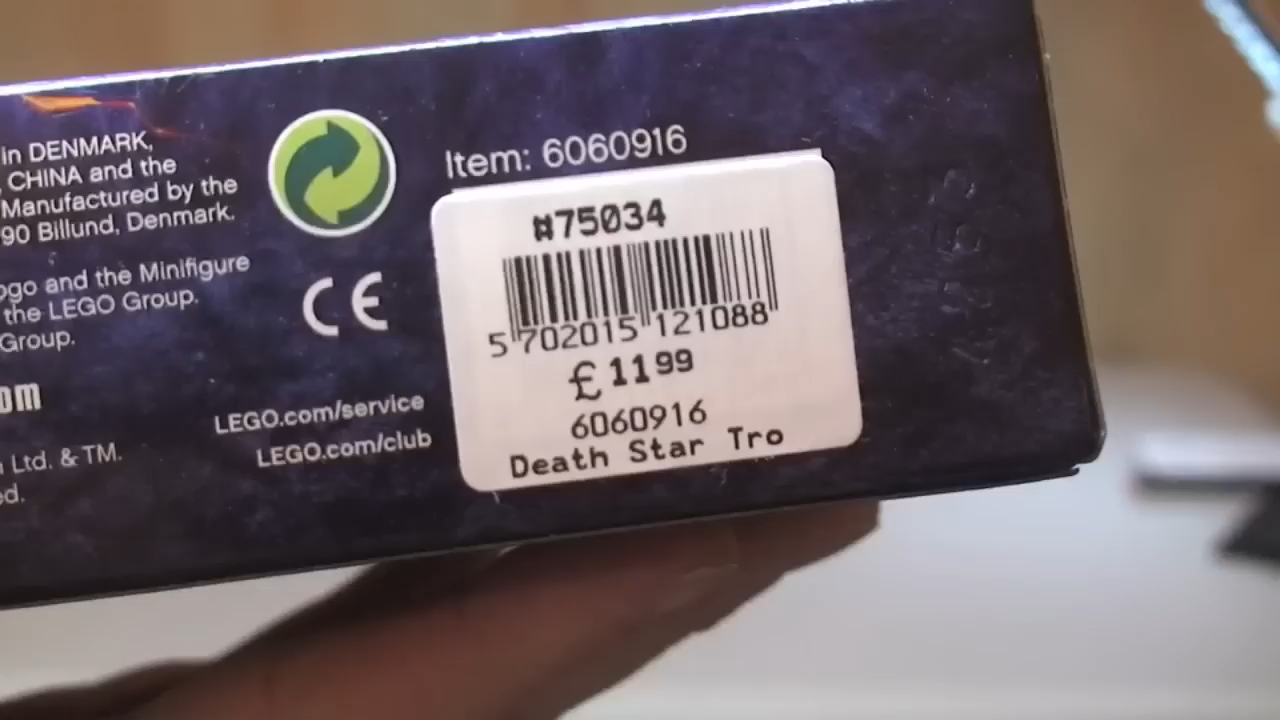 in DENMARK,
, CHINA and the
Manufactured by the
90 Billund, Denmark.
ogo and the Minifigure
the LEGO Group.
Group.
om
Ltd. & TM.
ed.
CE
LEGO.com/service
LEGO.com/club
Item: 6060916
#75034
5 702015 121088
£1199
6060916
Death Star Tro